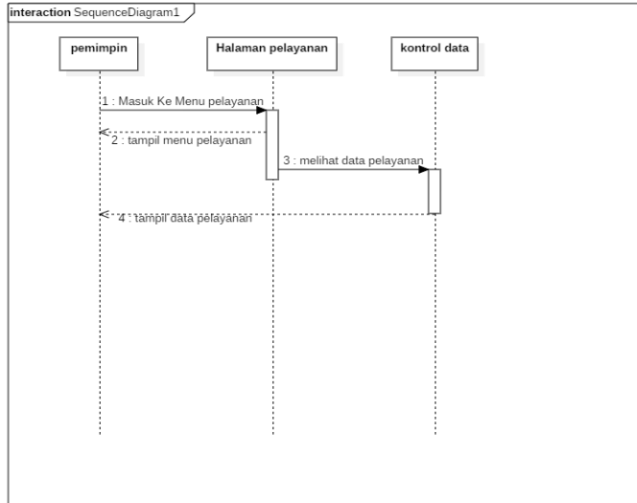 interaction SequenceDiagram1
pemimpin
Halaman pelayanan
kontrol data
1 : Masuk Ke Menu pelayanan
2 : tampil menu pelayanan
3 : melihat data pelayanan
4 : tampil data pelayanan